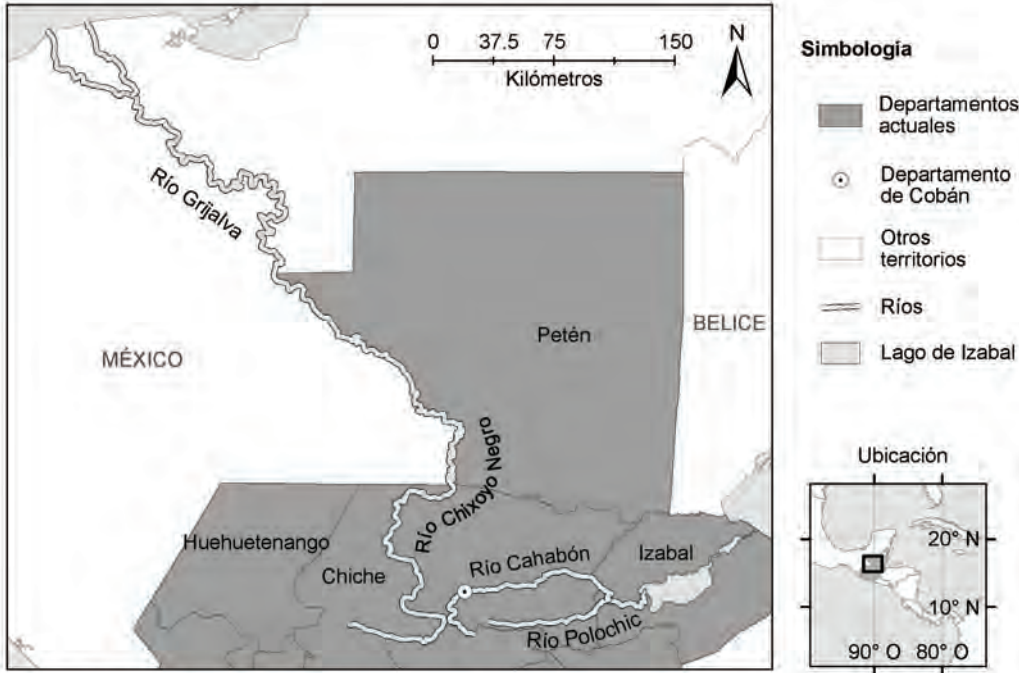 0 37.5 75 150
Kilómetros
N
Río Grijalva
MÉXICO
Petén
BELICE
Río Chixoyo Negro
Huehuetenango
Chiche
Río Cahabón
Izabal
Río Polochic
Simbología
Departamentos
actuales
Departamento
de Cobán
Otros
territorios
Ríos
Lago de Izabal
Ubicación
20° N
10° N
90° O 80° O